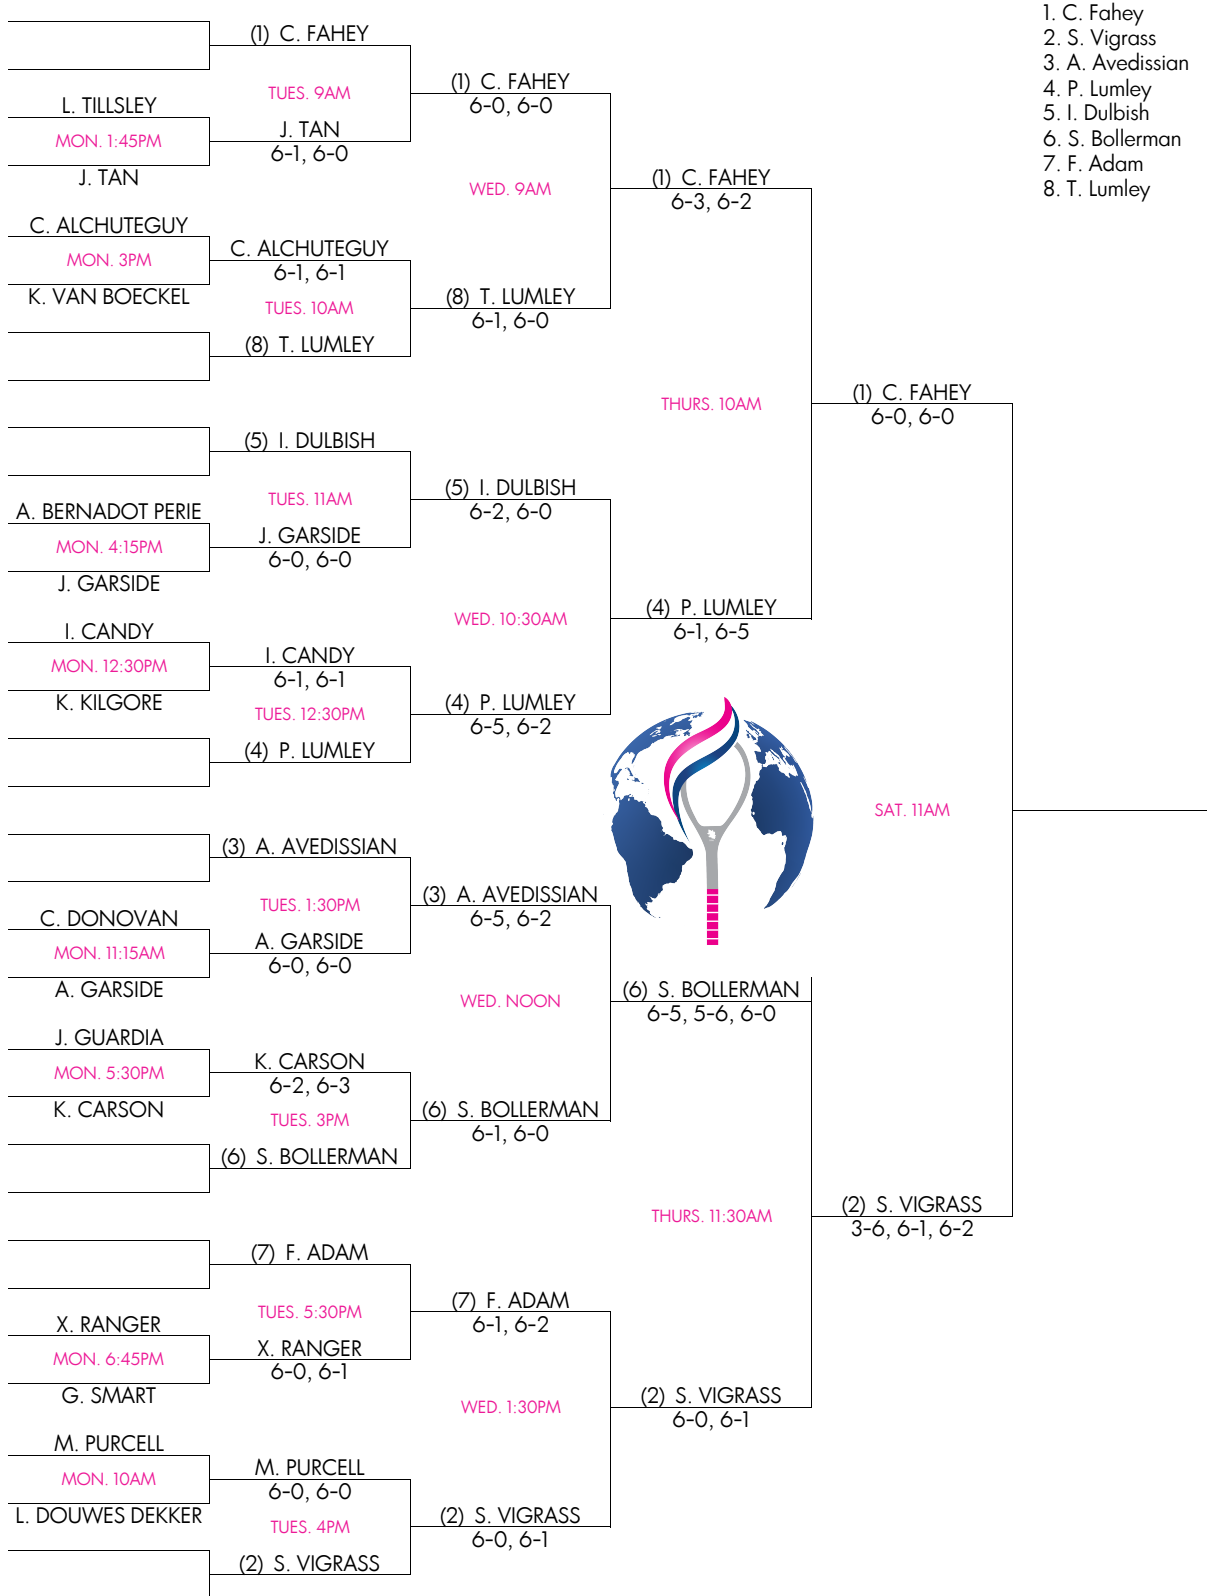 1. C. Fahey
2. S. Vigrass
3. A. Avedissian
4. P. Lumley
5. I. Dulbish
6. S. Bollerman
7. F. Adam
8. T. Lumley
L. TILLSLEY
MON. 1:45PM
J. TAN
C. ALCHUTEGUY
MON. 3PM
K. VAN BOECKEL
A. BERNADOT PERIE
MON. 4:15PM
J. GARSIDE
I. CANDY
MON. 12:30PM
K. KILGORE
C. DONOVAN
MON. 11:15AM
A. GARSIDE
J. GUARDIA
MON. 5:30PM
K. CARSON
X. RANGER
MON. 6:45PM
G. SMART
M. PURCELL
MON. 10AM
L. DOUWES DEKKER
(1) C. FAHEY
TUES. 9AM
J. TAN
6-1, 6-0
C. ALCHUTEGUY
6-1, 6-1
TUES. 10AM
(8) T. LUMLEY
(5) I. DULBISH
TUES. 11AM
J. GARSIDE
6-0, 6-0
I. CANDY
6-1, 6-1
TUES. 12:30PM
(4) P. LUMLEY
(3) A. AVEDISSIAN
TUES. 1:30PM
A. GARSIDE
6-0, 6-0
K. CARSON
6-2, 6-3
TUES. 3PM
(6) S. BOLLERMAN
(7) F. ADAM
TUES. 5:30PM
X. RANGER
6-0, 6-1
M. PURCELL
6-0, 6-0
TUES. 4PM
(2) S. VIGRASS
(1) C. FAHEY
6-0, 6-0
WED. 9AM
(8) T. LUMLEY
6-1, 6-0
(5) I. DULBISH
6-2, 6-0
WED. 10:30AM
(4) P. LUMLEY
6-5, 6-2
(3) A. AVEDISSIAN
6-5, 6-2
WED. NOON
(6) S. BOLLERMAN
6-1, 6-0
(7) F. ADAM
6-1, 6-2
WED. 1:30PM
(2) S. VIGRASS
6-0, 6-1
(1) C. FAHEY
6-3, 6-2
THURS. 10AM
(4) P. LUMLEY
6-1, 6-5
(6) S. BOLLERMAN
6-5, 5-6, 6-0
THURS. 11:30AM
(2) S. VIGRASS
6-0, 6-1
(1) C. FAHEY
6-0, 6-0
SAT. 11AM
(2) S. VIGRASS
3-6, 6-1, 6-2